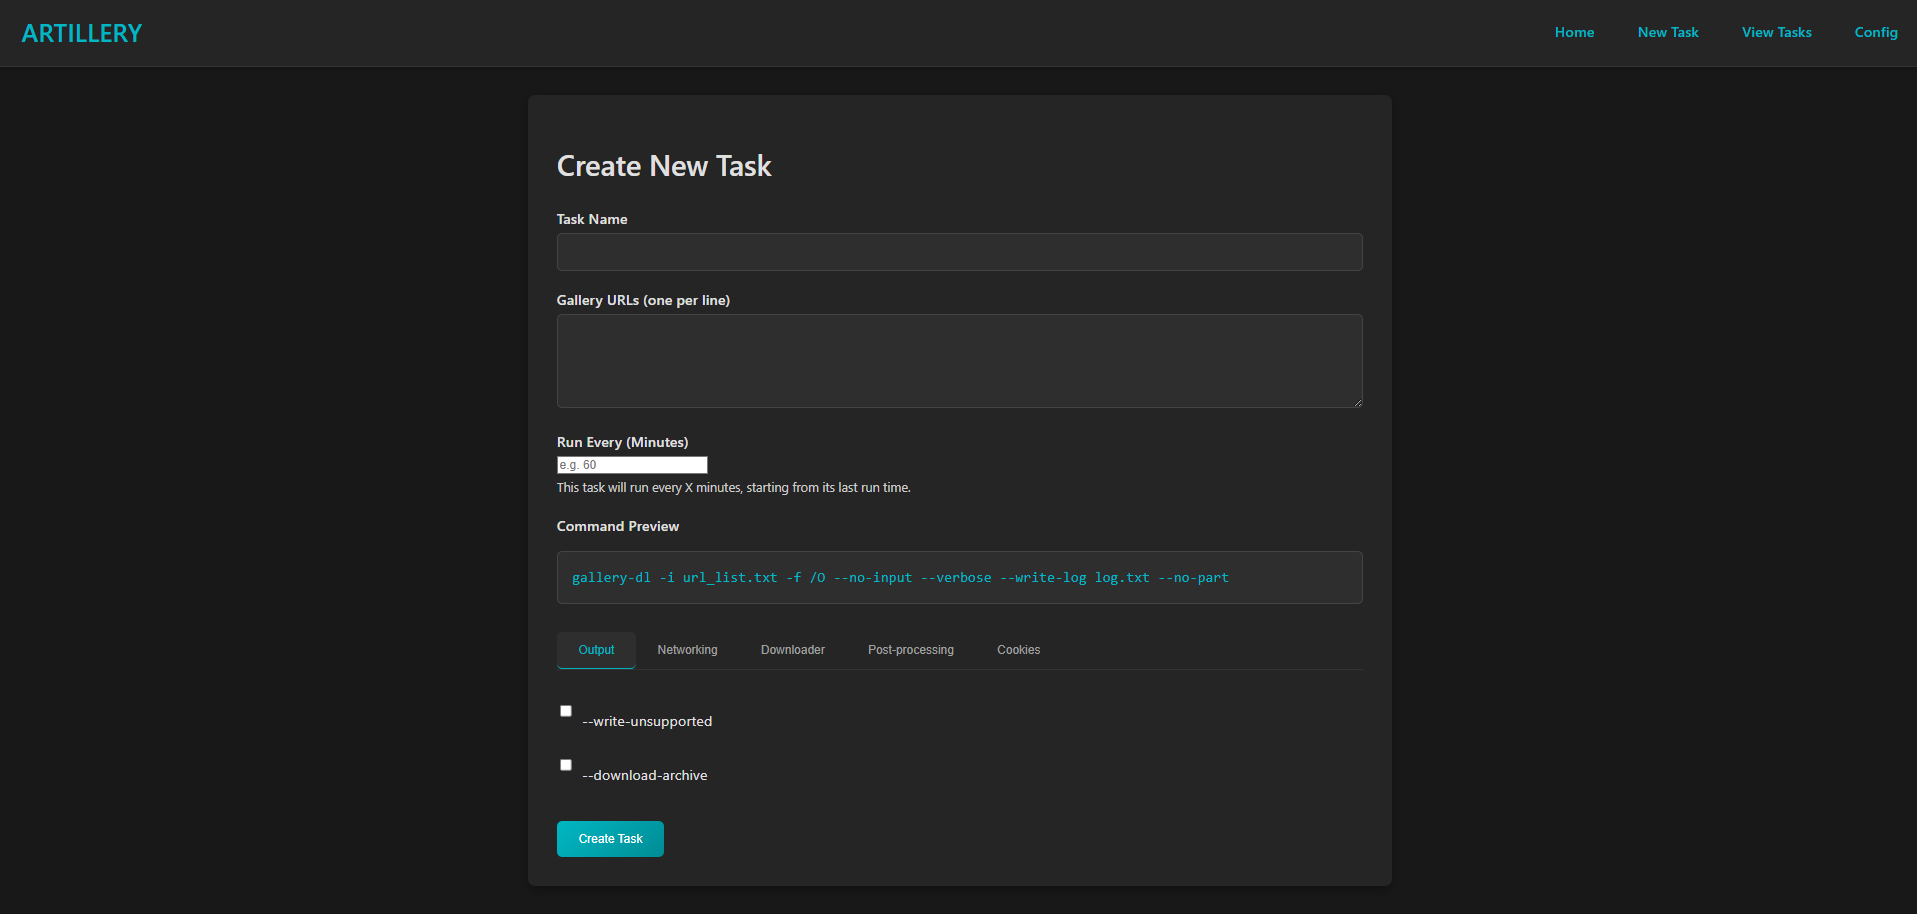 ARTILLERY
Home New Task View Tasks Config
Create New Task
Task Name
Gallery URLs (one per line)
Run Every (Minutes)
e.g. 60
This task will run every X minutes, starting from its last run time.
Command Preview
gallery-dl -i url_list.txt -f /O --no-input --verbose --write-log log.txt --no-part
Output Networking Downloader Post-processing Cookies
--write-unsupported
--download-archive
Create Task